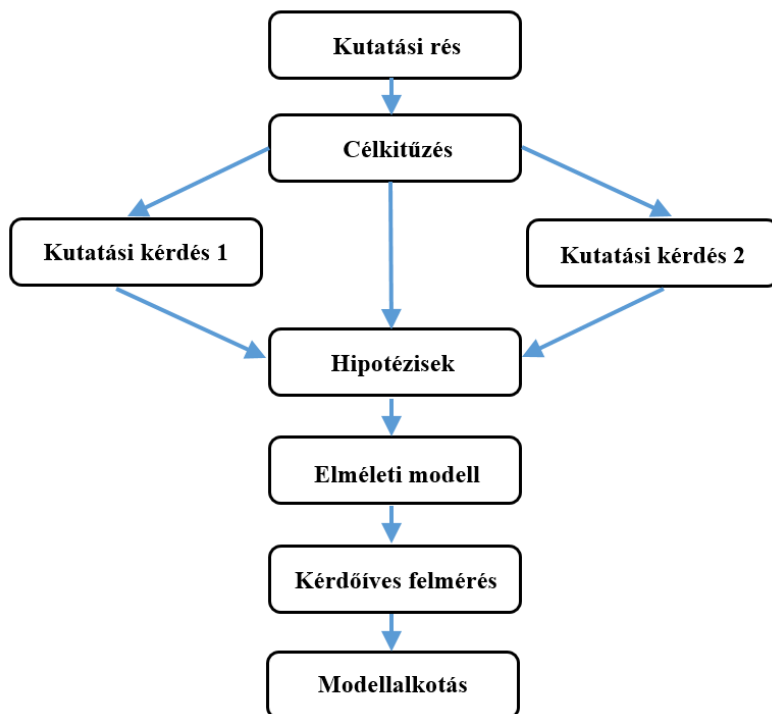 Kutatási rés
Célkitűzés
Kutatási kérdés 1
Kutatási kérdés 2
Hipotézisek
Elméleti modell
Kérdőíves felmérés
Modellalkotás